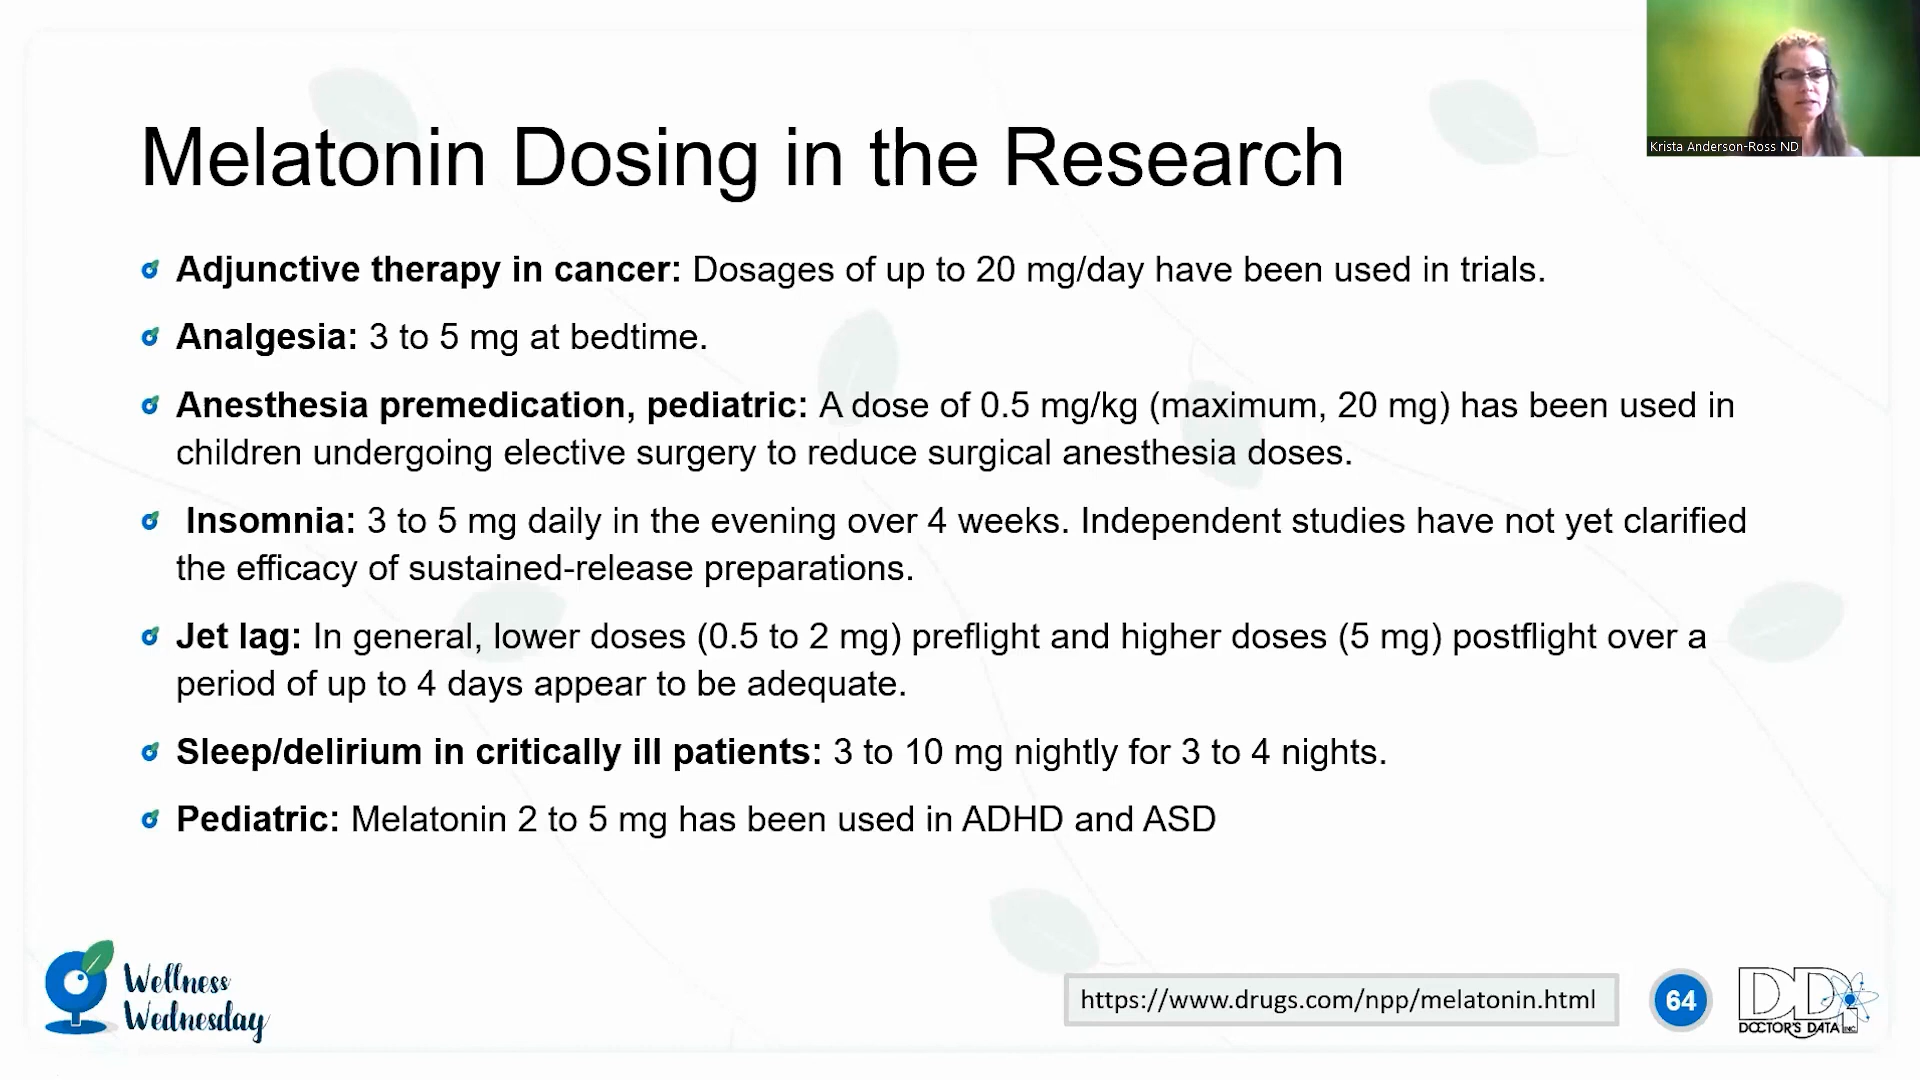 Krista Anderson-Ross ND
Melatonin Dosing in the Research
Adjunctive therapy in cancer: Dosages of up to 20 mg/day have been used in trials.
Analgesia: 3 to 5 mg at bedtime.
Anesthesia premedication, pediatric: A dose of 0.5 mg/kg (maximum, 20 mg) has been used in
children undergoing elective surgery to reduce surgical anesthesia doses.
Insomnia: 3 to 5 mg daily in the evening over 4 weeks. Independent studies have not yet clarified
the efficacy of sustained-release preparations.
Jet lag: In general, lower doses (0.5 to 2 mg) preflight and higher doses (5 mg) postflight over a
period of up to 4 days appear to be adequate.
Sleep/delirium in critically ill patients: 3 to 10 mg nightly for 3 to 4 nights.
Pediatric: Melatonin 2 to 5 mg has been used in ADHD and ASD
Wellness
Wednesday
https://www.drugs.com/npp/melatonin.html
64
DDI
DOCTOR'S DATA INC.